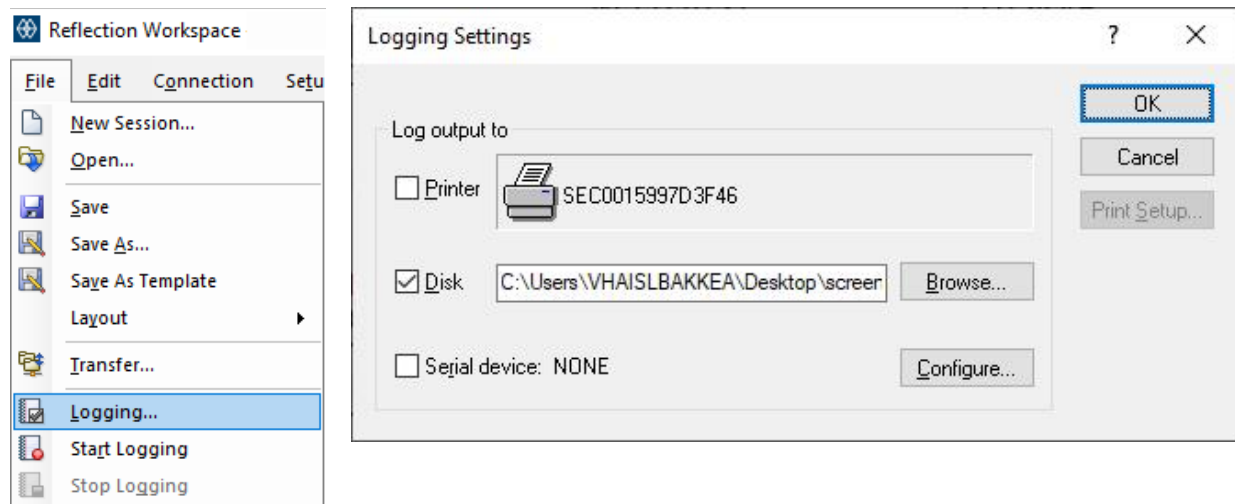 Reflection Workspace
File Edit Connection Setu
New Session...
Open...
Save
Save As...
Save As Template
Layout
Transfer...
Logging...
Start Logging
Stop Logging
Logging Settings ?
OK
Cancel
Print Setup...
Log output to
Printer SEC0015997D3F46
Disk C:\Users\VHAISLBAKKEA\Desktop\screer Browse...
Serial device: NONE Configure...